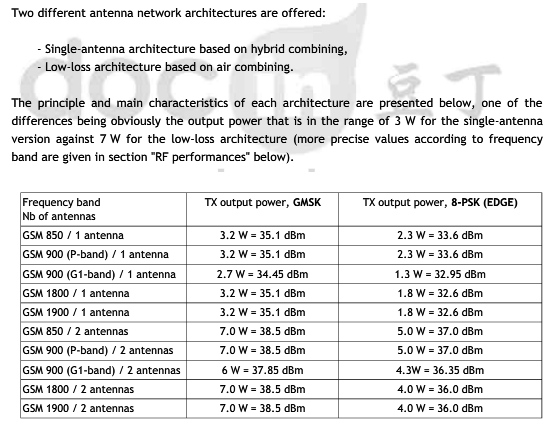 Two different antenna network architectures are offered:
- Single-antenna architecture based on hybrid combining,
- Low-loss architecture based on air combining.
The principle and main characteristics of each architecture are presented below, one of the
differences being obviously the output power that is in the range of 3 W for the single-antenna
version against 7 W for the low-loss architecture (more precise values according to frequency
band are given in section "RF performances" below).
Frequency band TX output power, GMSK TX output power, 8-PSK (EDGE)
Nb of antennas
GSM 850 / 1 antenna 3.2 W = 35.1 dBm 2.3 W = 33.6 dBm
GSM 900 (P-band) / 1 antenna 3.2 W = 35.1 dBm 2.3 W = 33.6 dBm
GSM 900 (G1-band) / 1 antenna 2.7 W = 34.45 dBm 1.3 W = 32.95 dBm
GSM 1800 / 1 antenna 3.2 W = 35.1 dBm 1.8 W = 32.6 dBm
GSM 1900 / 1 antenna 3.2 W = 35.1 dBm 1.8 W = 32.6 dBm
GSM 850 / 2 antennas 7.0 W = 38.5 dBm 5.0 W = 37.0 dBm
GSM 900 (P-band) / 2 antennas 7.0 W = 38.5 dBm 5.0 W = 37.0 dBm
GSM 900 (G1-band) / 2 antennas 6 W = 37.85 dBm 4.3W = 36.35 dBm
GSM 1800 / 2 antennas 7.0 W = 38.5 dBm 4.0 W = 36.0 dBm
GSM 1900 / 2 antennas 7.0 W = 38.5 dBm 4.0 W = 36.0 dBm
docin 豆丁